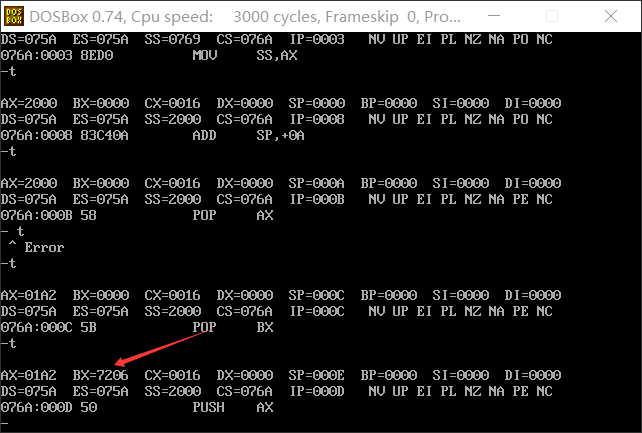 DOSBox 0.74, Cpu speed: 3000 cycles, Frameskip 0, Pro...
DS=075A ES=075A SS=0769 CS=076A IP=0003 NV UP EI PL NZ NA PO NC
076A:0003 8ED0 MOV SS,AX
-t
AX=2000 BX=0000 CX=0016 DX=0000 SP=0000 BP=0000 SI=0000 DI=0000
DS=075A ES=075A SS=2000 CS=076A IP=0008 NV UP EI PL NZ NA PO NC
076A:0008 83C40A ADD SP,+0A
-t
AX=2000 BX=0000 CX=0016 DX=0000 SP=000A BP=0000 SI=0000 DI=0000
DS=075A ES=075A SS=2000 CS=076A IP=000B NV UP EI PL NZ NA PE NC
076A:000B 58 POP AX
- t
^ Error
-t
AX=01A2 BX=0000 CX=0016 DX=0000 SP=000C BP=0000 SI=0000 DI=0000
DS=075A ES=075A SS=2000 CS=076A IP=000C NV UP EI PL NZ NA PE NC
076A:000C 5B POP BX
-t
AX=01A2 BX=7206 CX=0016 DX=0000 SP=000E BP=0000 SI=0000 DI=0000
DS=075A ES=075A SS=2000 CS=076A IP=000D NV UP EI PL NZ NA PE NC
076A:000D 50 PUSH AX
-